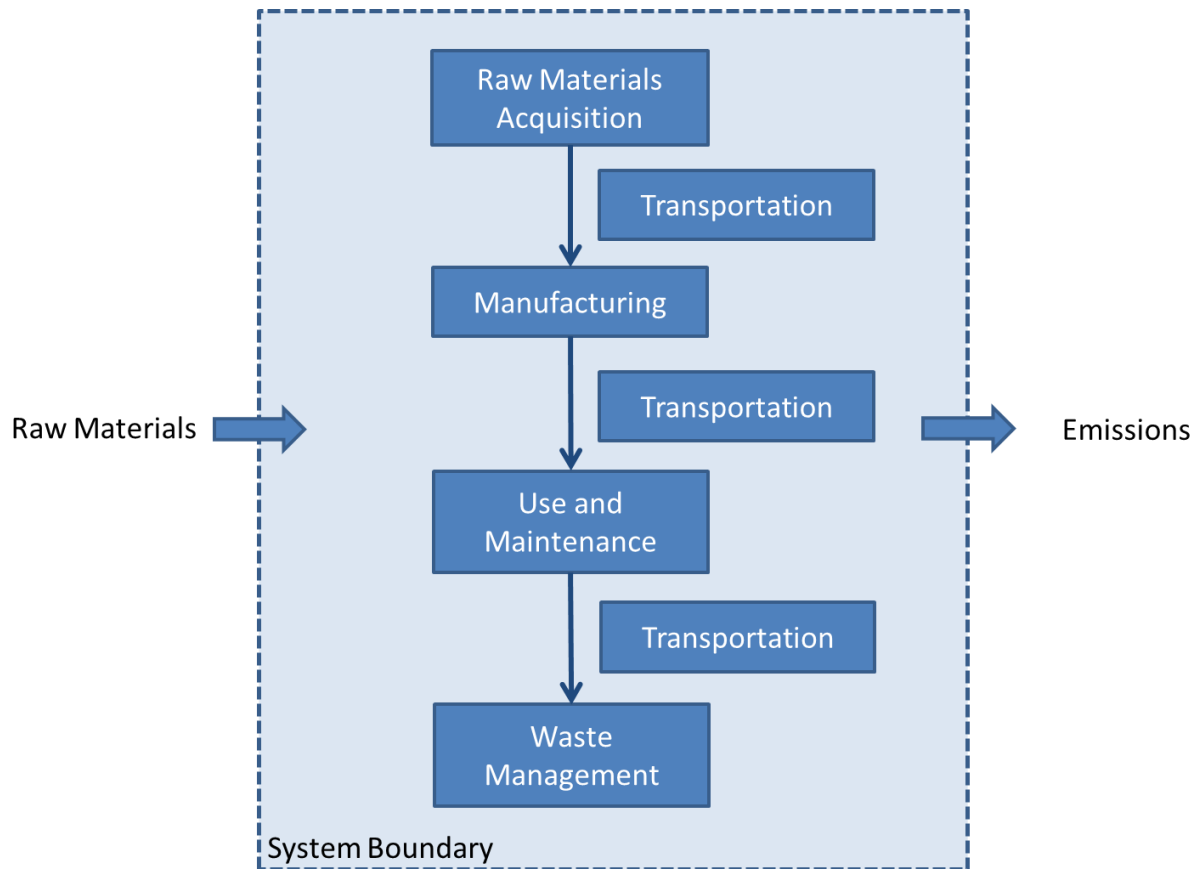 Raw Materials
Acquisition
Transportation
Manufacturing
Transportation
Raw Materials
Emissions
Use and
Maintenance
Transportation
Waste
Management
System Boundary